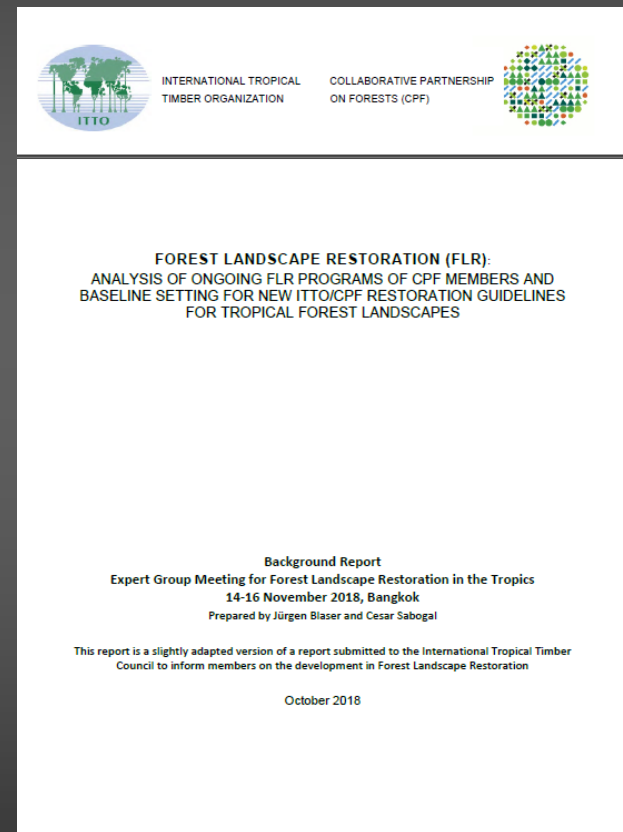 ITTO
INTERNATIONAL TROPICAL
TIMBER ORGANIZATION
COLLABORATIVE PARTNERSHIP
ON FORESTS (CPF)
FOREST LANDSCAPE RESTORATION (FLR):
ANALYSIS OF ONGOING FLR PROGRAMS OF CPF MEMBERS AND
BASELINE SETTING FOR NEW ITTO/CPF RESTORATION GUIDELINES
FOR TROPICAL FOREST LANDSCAPES
Background Report
Expert Group Meeting for Forest Landscape Restoration in the Tropics
14-16 November 2018, Bangkok
Prepared by Jürgen Blaser and Cesar Sabogal
This report is a slightly adapted version of a report submitted to the International Tropical Timber
Council to inform members on the development in Forest Landscape Restoration
October 2018